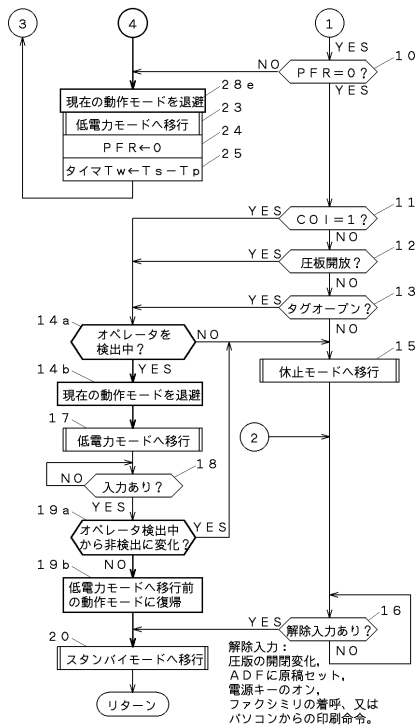 3
4
1
YES
10
NO
PFR=0?
YES
28e
現在の動作モードを退避
23
低電力モードへ移行
24
PFR←0
25
タイマTw←Ts-Tp
11
YES
COI=1?
NO
12
YES
圧板開放?
NO
13
YES
タグオープン?
NO
14a
オペレータを
検出中?
NO
YES
15
休止モードへ移行
14b
現在の動作モードを退避
17
低電力モードへ移行
2
18
NO
入力あり?
YES
19a
オペレータ検出中
から非検出に変化?
YES
NO
19b
低電力モードへ移行前
の動作モードに復帰
16
YES
解除入力あり?
NO
20
スタンバイモードへ移行
解除入力:
圧版の開閉変化,
ADFに原稿セット,
電源キーのオン,
ファクシミリの着呼、又は
パソコンからの印刷命令。
リターン